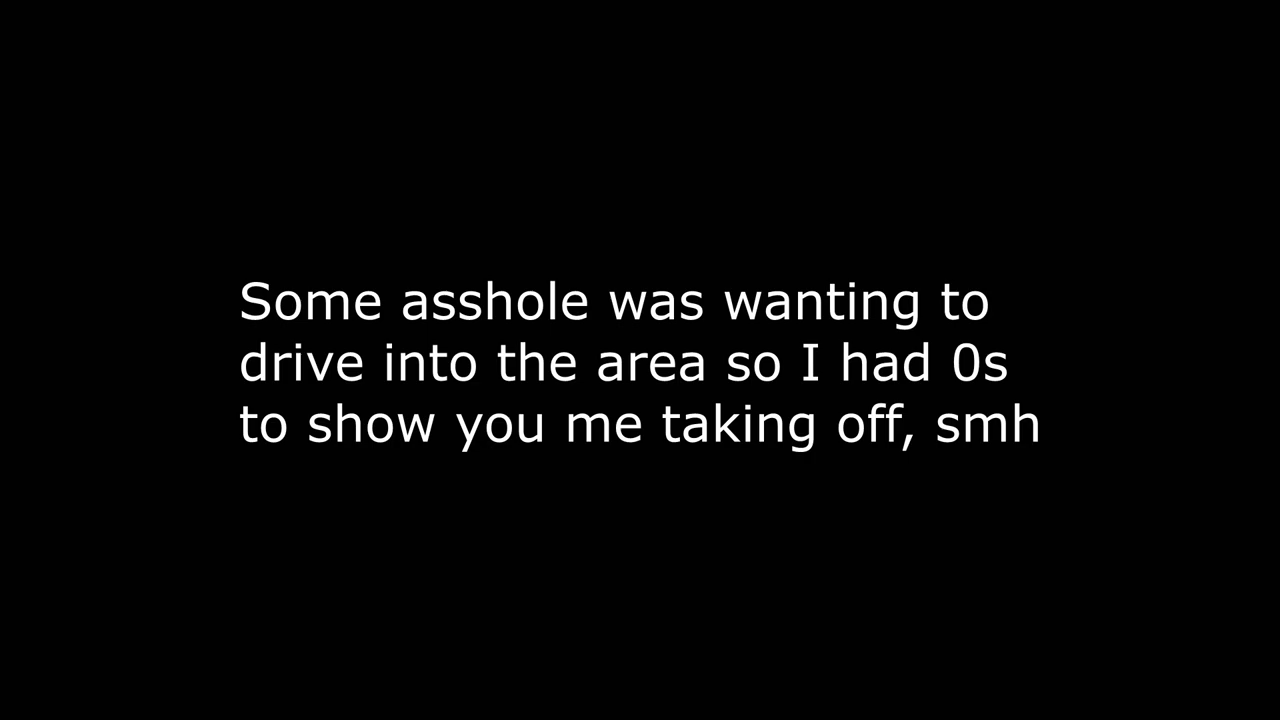 Some asshole was wanting to
drive into the area so I had 0s
to show you me taking off, smh